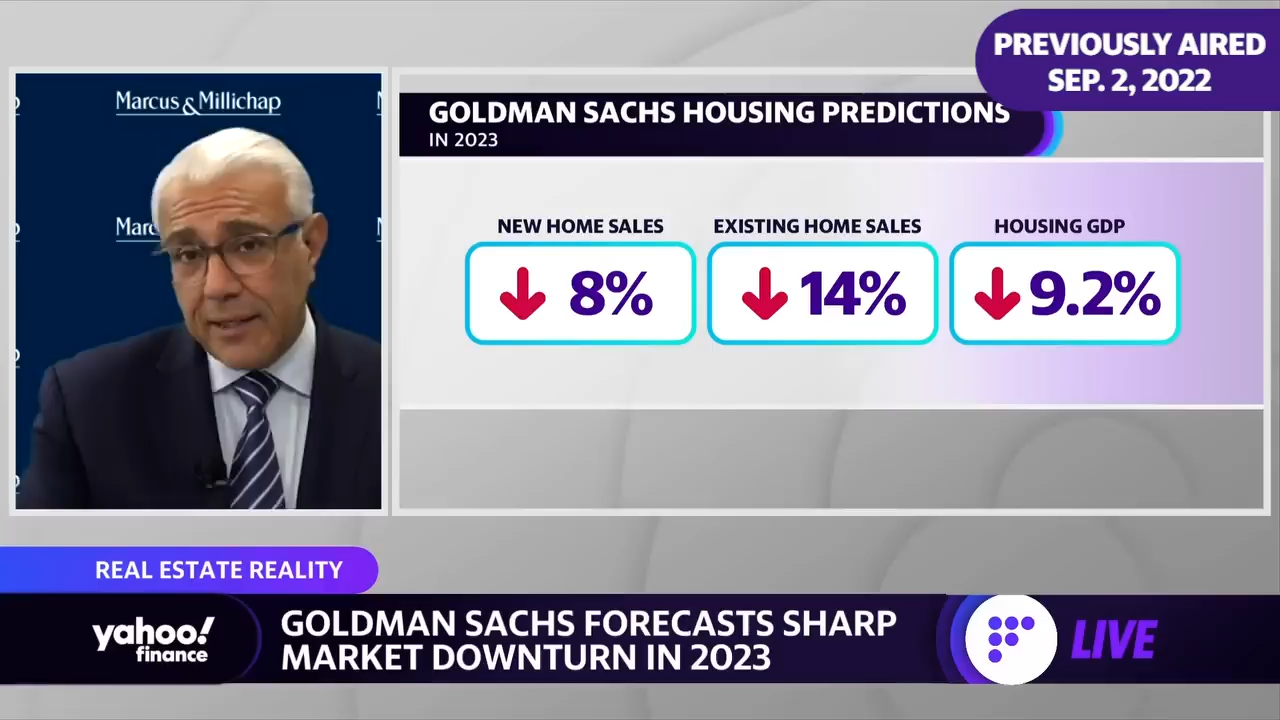 PREVIOUSLY AIRED
SEP. 2, 2022
Marcus & Millichap
Marc
GOLDMAN SACHS HOUSING PREDICTIONS
IN 2023
NEW HOME SALES
8%
EXISTING HOME SALES
14%
HOUSING GDP
9.2%
REAL ESTATE REALITY
yahoo!
finance
GOLDMAN SACHS FORECASTS SHARP
MARKET DOWNTURN IN 2023
LIVE